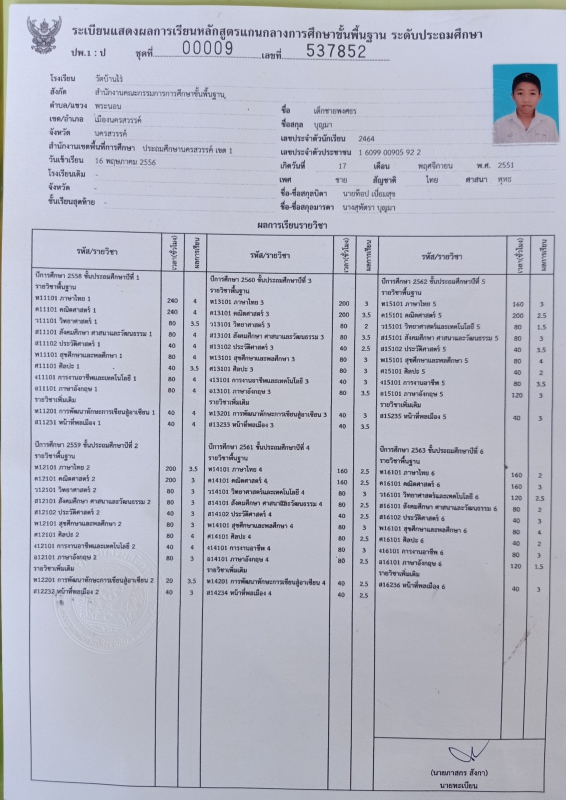 ระเบียนแสดงผลการเรียนหลักสูตรแกนกลางการศึกษาขั้นพื้นฐาน ระดับประถมศึกษา
ปพ.1 : ป ชุดที่ 00009 เลขที่ 537852
โรงเรียน วัดบ้านไร่
สังกัด สำนักงานคณะกรรมการการศึกษาขั้นพื้นฐาน
ตำบล/แขวง พระนอน
เขต/อำเภอ เมืองนครสวรรค์
จังหวัด นครสวรรค์
สำนักงานเขตพื้นที่การศึกษา ประถมศึกษานครสวรรค์ เขต 1
วันเข้าเรียน 16 พฤษภาคม 2556
โรงเรียนเดิม -
จังหวัด -
ชั้นเรียนสุดท้าย -
ชื่อ เด็กชายพงศธร
ชื่อสกุล บุญมา
เลขประจำตัวนักเรียน 2464
เลขประจำตัวประชาชน 1 6099 00905 92 2
เกิดวันที่ 17 เดือน พฤศจิกายน พ.ศ. 2551
เพศ ชาย สัญชาติ ไทย ศาสนา พุทธ
ชื่อ-ชื่อสกุลบิดา
ชื่อ-ชื่อสกุลมารดา นางสุพัตรา บุญมา
ผลการเรียนรายวิชา
รหัส/รายวิชา เวลา(ชั่วโมง) ผลการเรียน
ปีการศึกษา 2558 ชั้นประถมศึกษาปีที่ 1
รายวิชาพื้นฐาน
ท11101 ภาษาไทย 1 240 4
ค11101 คณิตศาสตร์ 1 240 4
ว11101 วิทยาศาสตร์ 1 80 3.5
ส11101 สังคมศึกษา ศาสนาและวัฒนธรรม 1 80 4
ส11102 ประวัติศาสตร์ 1 40 4
พ11101 สุขศึกษาและพลศึกษา 1 80 4
ศ11101 ศิลปะ 1 40 3.5
ง11101 การงานอาชีพและเทคโนโลยี 1 80 4
อ11101 ภาษาอังกฤษ 1 80 4
รายวิชาเพิ่มเติม
ท11201 การพัฒนาทักษะการเขียนสู่อาเซียน 1 40 4
ส11231 หน้าที่พลเมือง 1 40 4
ปีการศึกษา 2559 ชั้นประถมศึกษาปีที่ 2
รายวิชาพื้นฐาน
ท12101 ภาษาไทย 2 200 3.5
ค12101 คณิตศาสตร์ 2 200 3
ว12101 วิทยาศาสตร์ 2 80 3
ส12101 สังคมศึกษา ศาสนาและวัฒนธรรม 2 80 3
ส12102 ประวัติศาสตร์ 2 40 3
พ12101 สุขศึกษาและพลศึกษา 2 80 3
ศ12101 ศิลปะ 2 80 4
ง12101 การงานอาชีพและเทคโนโลยี 2 40 4
อ12101 ภาษาอังกฤษ 2 80 3
รายวิชาเพิ่มเติม
ท12201 การพัฒนาทักษะการเขียนสู่อาเซียน 2 20 3.5
ส12232 หน้าที่พลเมือง 2 40 3
รหัส/รายวิชา เวลา(ชั่วโมง) ผลการเรียน
ปีการศึกษา 2560 ชั้นประถมศึกษาปีที่ 3
รายวิชาพื้นฐาน
ท13101 ภาษาไทย 3 200 3
ค13101 คณิตศาสตร์ 3 200 3.5
ว13101 วิทยาศาสตร์ 3 80 2
ส13101 สังคมศึกษา ศาสนาและวัฒนธรรม 3 80 3.5
ส13102 ประวัติศาสตร์ 3 40 2.5
พ13101 สุขศึกษาและพลศึกษา 3 80 3
ศ13101 ศิลปะ 3 80 3
ง13101 การงานอาชีพและเทคโนโลยี 3 40 3
อ13101 ภาษาอังกฤษ 3 80 3.5
รายวิชาเพิ่มเติม
ท13201 การพัฒนาทักษะการเขียนสู่อาเซียน 3 40 3
ส13233 หน้าที่พลเมือง 3 40 3.5
ปีการศึกษา 2561 ชั้นประถมศึกษาปีที่ 4
รายวิชาพื้นฐาน
ท14101 ภาษาไทย 4 160 2.5
ค14101 คณิตศาสตร์ 4 160 2.5
ว14101 วิทยาศาสตร์และเทคโนโลยี 4 80 3
ส14101 สังคมศึกษา ศาสนาและวัฒนธรรม 4 80 2.5
ส14102 ประวัติศาสตร์ 4 40 2.5
พ14101 สุขศึกษาและพลศึกษา 4 80 3
ศ14101 ศิลปะ 4 80 4
ง14101 การงานอาชีพ 4 80 3
อ14101 ภาษาอังกฤษ 4 80 2.5
รายวิชาเพิ่มเติม
ท14201 การพัฒนาทักษะการเขียนสู่อาเซียน 4 40 2.5
ส14234 หน้าที่พลเมือง 4 40 2.5
รหัส/รายวิชา เวลา(ชั่วโมง) ผลการเรียน
ปีการศึกษา 2562 ชั้นประถมศึกษาปีที่ 5
รายวิชาพื้นฐาน
ท15101 ภาษาไทย 5 160 3
ค15101 คณิตศาสตร์ 5 200 2.5
ว15101 วิทยาศาสตร์และเทคโนโลยี 5 80 1.5
ส15101 สังคมศึกษา ศาสนาและวัฒนธรรม 5 80 3
ส15102 ประวัติศาสตร์ 5 40 3.5
พ15101 สุขศึกษาและพลศึกษา 5 80 4
ศ15101 ศิลปะ 5 40 2
ง15101 การงานอาชีพ 5 80 3.5
อ15101 ภาษาอังกฤษ 5 120 3
รายวิชาเพิ่มเติม
ส15235 หน้าที่พลเมือง 5 40 3
ปีการศึกษา 2563 ชั้นประถมศึกษาปีที่ 6
รายวิชาพื้นฐาน
ท16101 ภาษาไทย 6 160 2
ค16101 คณิตศาสตร์ 6 160 3
ว16101 วิทยาศาสตร์และเทคโนโลยี 6 120 2.5
ส16101 สังคมศึกษา ศาสนาและวัฒนธรรม 6 80 2
ส16102 ประวัติศาสตร์ 6 40 3
พ16101 สุขศึกษาและพลศึกษา 6 80 4
ศ16101 ศิลปะ 6 40 2
ง16101 การงานอาชีพ 6 80 3
อ16101 ภาษาอังกฤษ 6 120 1.5
รายวิชาเพิ่มเติม
ส16236 หน้าที่พลเมือง 6 40 3
(นายภาสกร สังกา)
นายทะเบียน